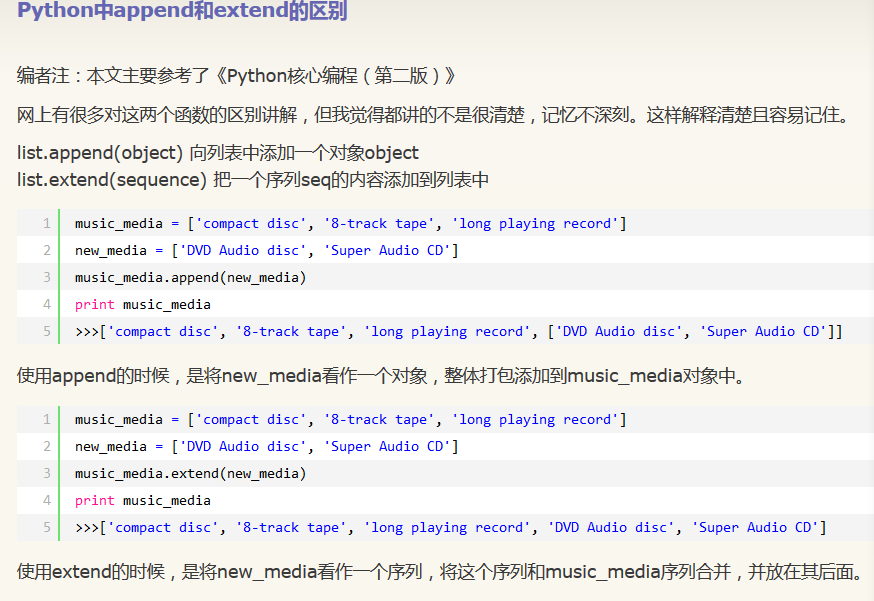 Python中append和extend的区别
编者注：本文主要参考了《Python核心编程（第二版）》
网上有很多对这两个函数的区别讲解，但我觉得都讲的不是很清楚，记忆不深刻。这样解释清楚且容易记住。
list.append(object) 向列表中添加一个对象object
list.extend(sequence) 把一个序列seq的内容添加到列表中
1 music_media = ['compact disc', '8-track tape', 'long playing record']
2 new_media = ['DVD Audio disc', 'Super Audio CD']
3 music_media.append(new_media)
4 print music_media
5 >>>['compact disc', '8-track tape', 'long playing record', ['DVD Audio disc', 'Super Audio CD']]
使用append的时候，是将new_media看作一个对象，整体打包添加到music_media对象中。
1 music_media = ['compact disc', '8-track tape', 'long playing record']
2 new_media = ['DVD Audio disc', 'Super Audio CD']
3 music_media.extend(new_media)
4 print music_media
5 >>>['compact disc', '8-track tape', 'long playing record', 'DVD Audio disc', 'Super Audio CD']
使用extend的时候，是将new_media看作一个序列，将这个序列和music_media序列合并，并放在其后面。